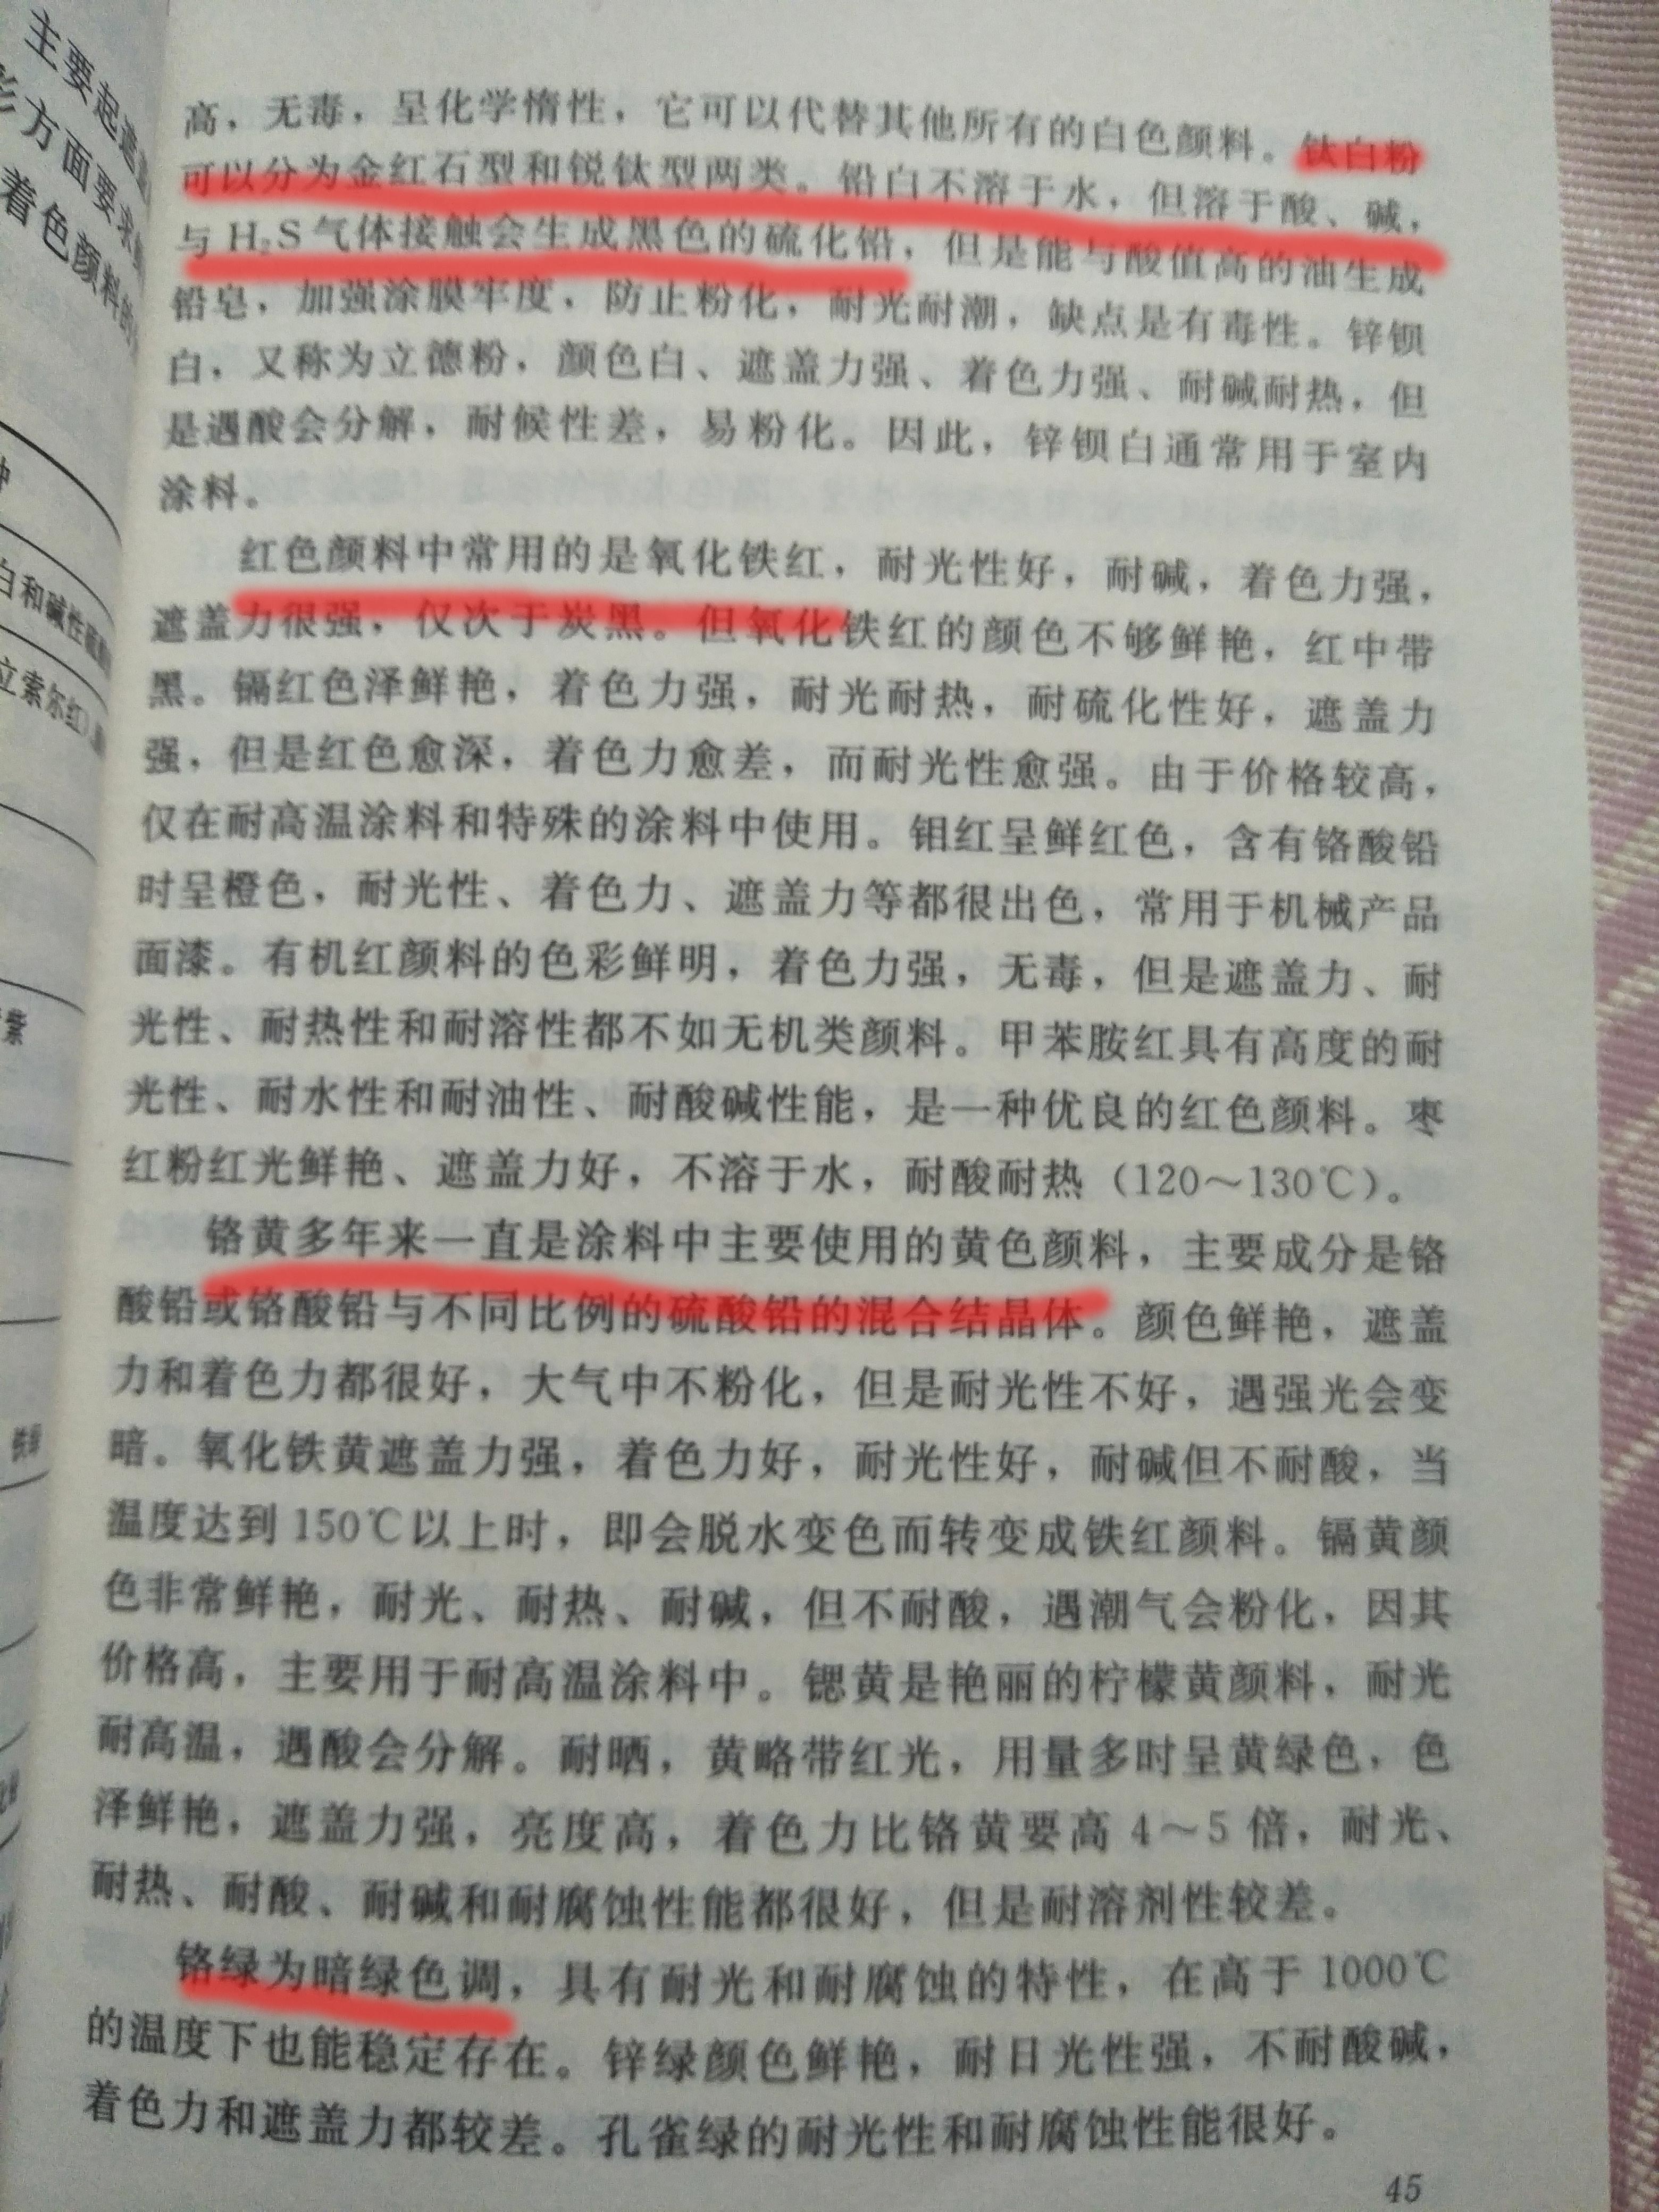 主要起遮
方面要求
着色颜料的
白和碱性硫
立索尔红）
高，无毒，呈化学惰性，它可以代替其他所有的白色颜料。钛白粉
可以分为金红石型和锐钛型两类。铅白不溶于水，但溶于酸、碱，
与H₂S气体接触会生成黑色的硫化铅，但是能与酸值高的油生成
铅皂，加强涂膜牢度，防止粉化，耐光耐潮，缺点是有毒性。锌钡
白，又称为立德粉，颜色白、遮盖力强、着色力强、耐碱耐热，但
是遇酸会分解，耐候性差，易粉化。因此，锌钡白通常用于室内
涂料。
红色颜料中常用的是氧化铁红，耐光性好，耐碱，着色力强，
遮盖力很强，仅次于炭黑。但氧化铁红的颜色不够鲜艳，红中带
黑。镉红色泽鲜艳，着色力强，耐光耐热，耐硫化性好，遮盖力
强，但是红色愈深，着色力愈差，而耐光性愈强。由于价格较高，
仅在耐高温涂料和特殊的涂料中使用。钼红呈鲜红色，含有铬酸铅
时呈橙色，耐光性、着色力、遮盖力等都很出色，常用于机械产品
面漆。有机红颜料的色彩鲜明，着色力强，无毒，但是遮盖力、耐
光性、耐热性和耐溶性都不如无机类颜料。甲苯胺红具有高度的耐
光性、耐水性和耐油性、耐酸碱性能，是一种优良的红色颜料。枣
红粉红光鲜艳、遮盖力好，不溶于水，耐酸耐热（120～130℃）。
铬黄多年来一直是涂料中主要使用的黄色颜料，主要成分是铬
酸铅或铬酸铅与不同比例的硫酸铅的混合结晶体。颜色鲜艳，遮盖
力和着色力都很好，大气中不粉化，但是耐光性不好，遇强光会变
暗。氧化铁黄遮盖力强，着色力好，耐光性好，耐碱但不耐酸，当
温度达到150℃以上时，即会脱水变色而转变成铁红颜料。镉黄颜
色非常鲜艳，耐光、耐热、耐碱，但不耐酸，遇潮气会粉化，因其
价格高，主要用于耐高温涂料中。锶黄是艳丽的柠檬黄颜料，耐光
耐高温，遇酸会分解。耐晒，黄略带红光，用量多时呈黄绿色，色
泽鲜艳，遮盖力强，亮度高，着色力比铬黄要高4～5倍，耐光、
耐热、耐酸、耐碱和耐腐蚀性能都很好，但是耐溶剂性较差。
铬绿为暗绿色调，具有耐光和耐腐蚀的特性，在高于1000℃
的温度下也能稳定存在。锌绿颜色鲜艳，耐日光性强，不耐酸碱，
着色力和遮盖力都较差。孔雀绿的耐光性和耐腐蚀性能很好。
45